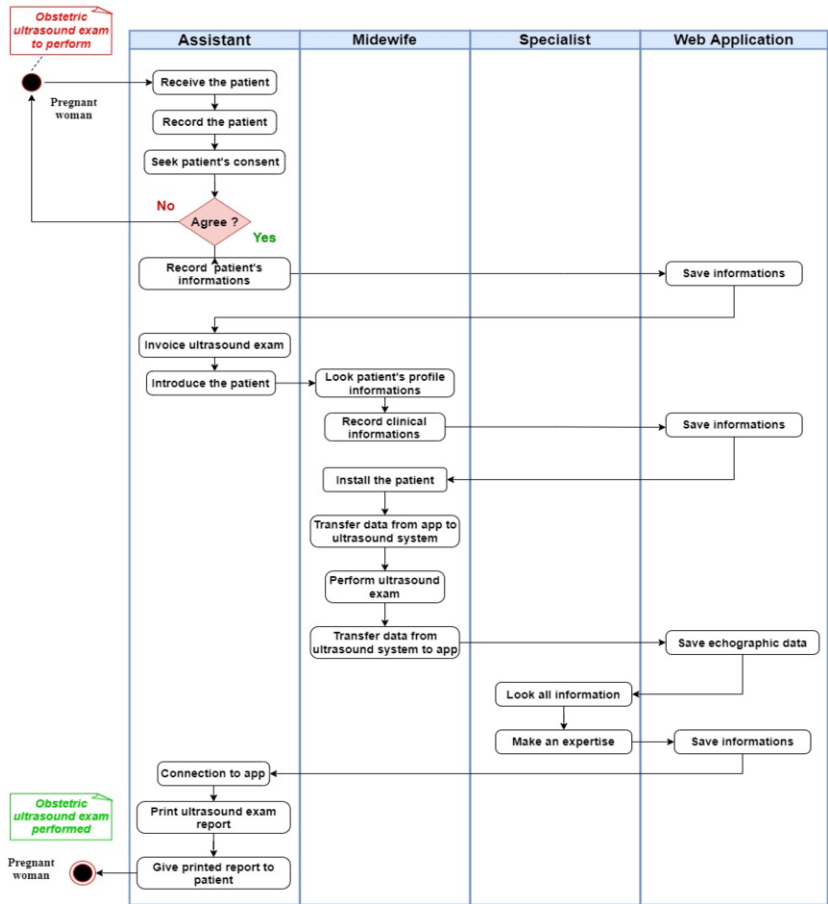 Obstetric
ultrasound exam
to perform
Assistant
Midewife
Specialist
Web Application
Receive the patient
Pregnant
woman
Record the patient
Seek patient's consent
No
Agree ?
Yes
Record patient's
informations
Save informations
Invoice ultrasound exam
Introduce the patient
Look patient's profile
informations
Record clinical
informations
Save informations
Install the patient
Transfer data from app to
ultrasound system
Perform ultrasound
exam
Transfer data from
ultrasound system to app
Save echographic data
Look all information
Make an expertise
Save informations
Connection to app
Obstetric
ultrasound exam
performed
Print ultrasound exam
report
Pregnant
woman
Give printed report to
patient